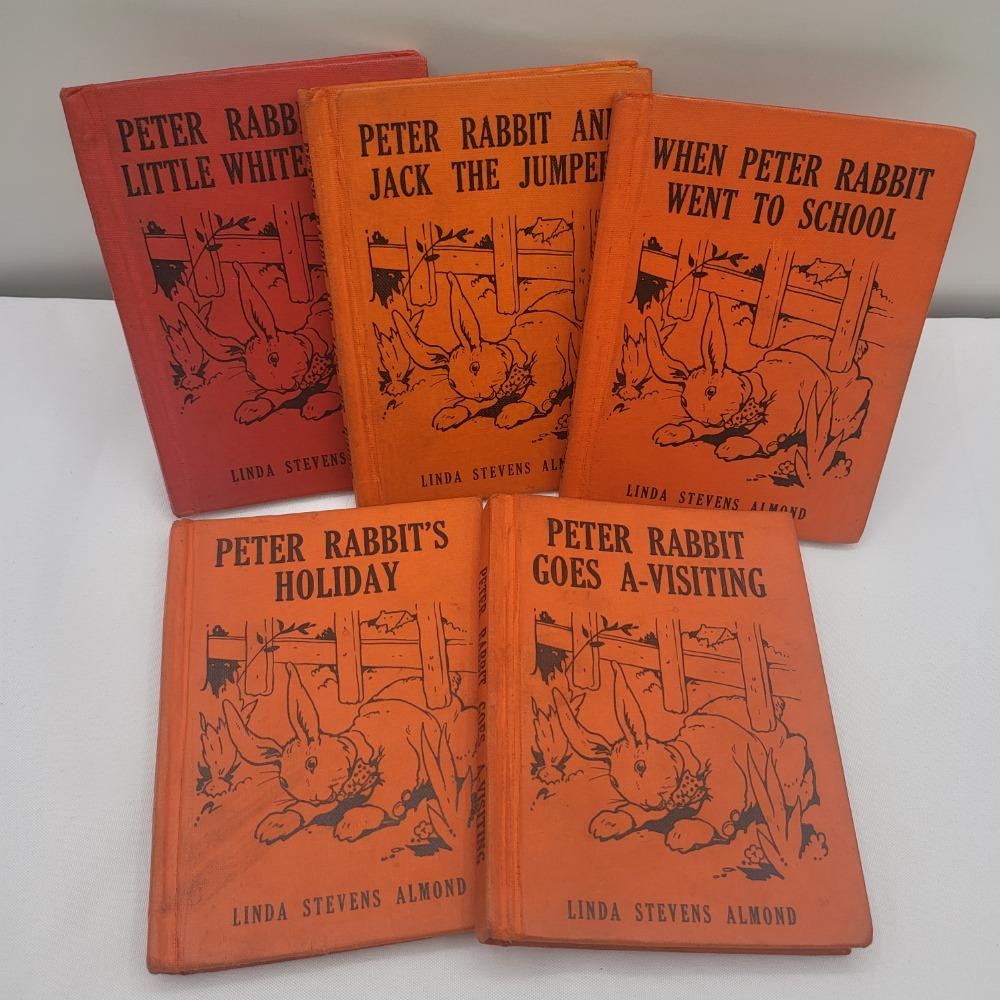 PETER RABB
LITTLE WHITE
LINDA STEVENS
PETER RABBIT AN
JACK THE JUMPER
LINDA STEVENS ALM
WHEN PETER RABBIT
WENT TO SCHOOL
LINDA STEVENS ALMOND
PETER RABBIT'S
HOLIDAY
LINDA STEVENS ALMOND
PETER RABBIT GOES A-VISITING
PETER RABBIT
GOES A-VISITING
LINDA STEVENS ALMOND